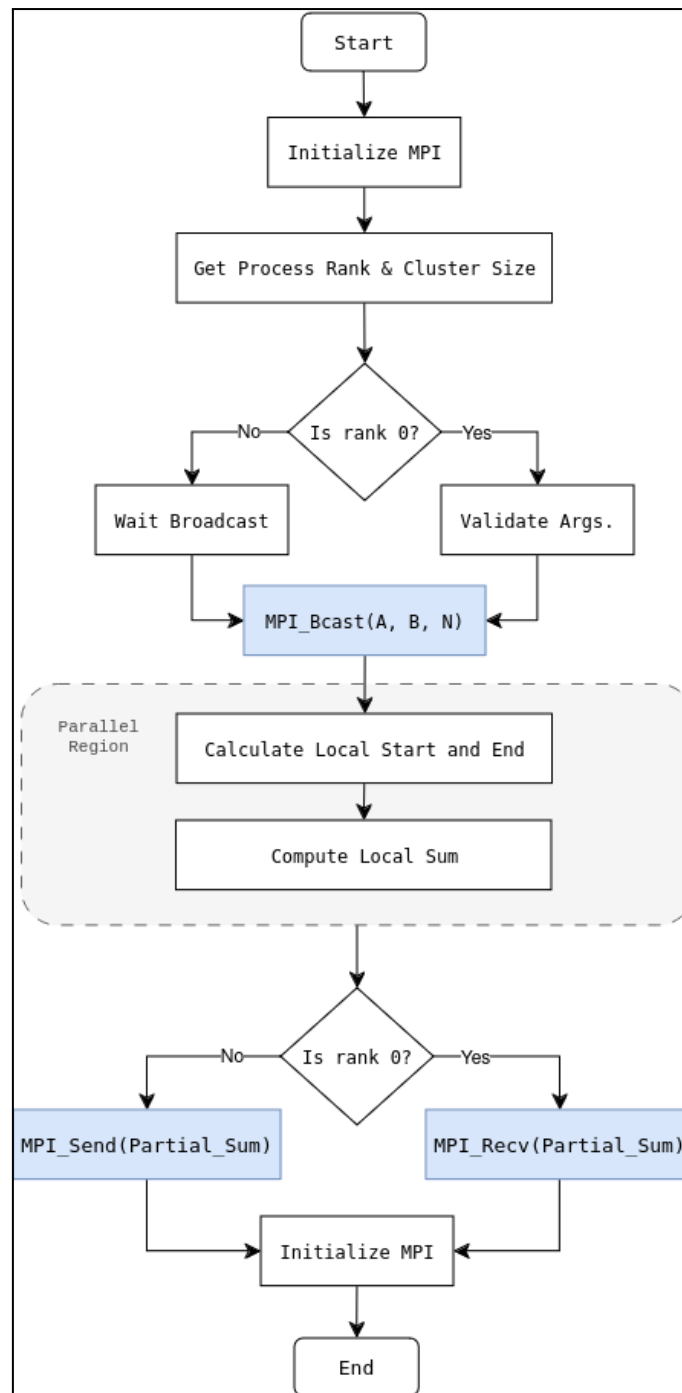 Start
Initialize MPI
Get Process Rank & Cluster Size
Is rank 0?
No
Yes
Wait Broadcast
Validate Args.
MPI_Bcast(A, B, N)
Parallel
Region
Calculate Local Start and End
Compute Local Sum
Is rank 0?
No
Yes
MPI_Send(Partial_Sum)
MPI_Recv(Partial_Sum)
Initialize MPI
End